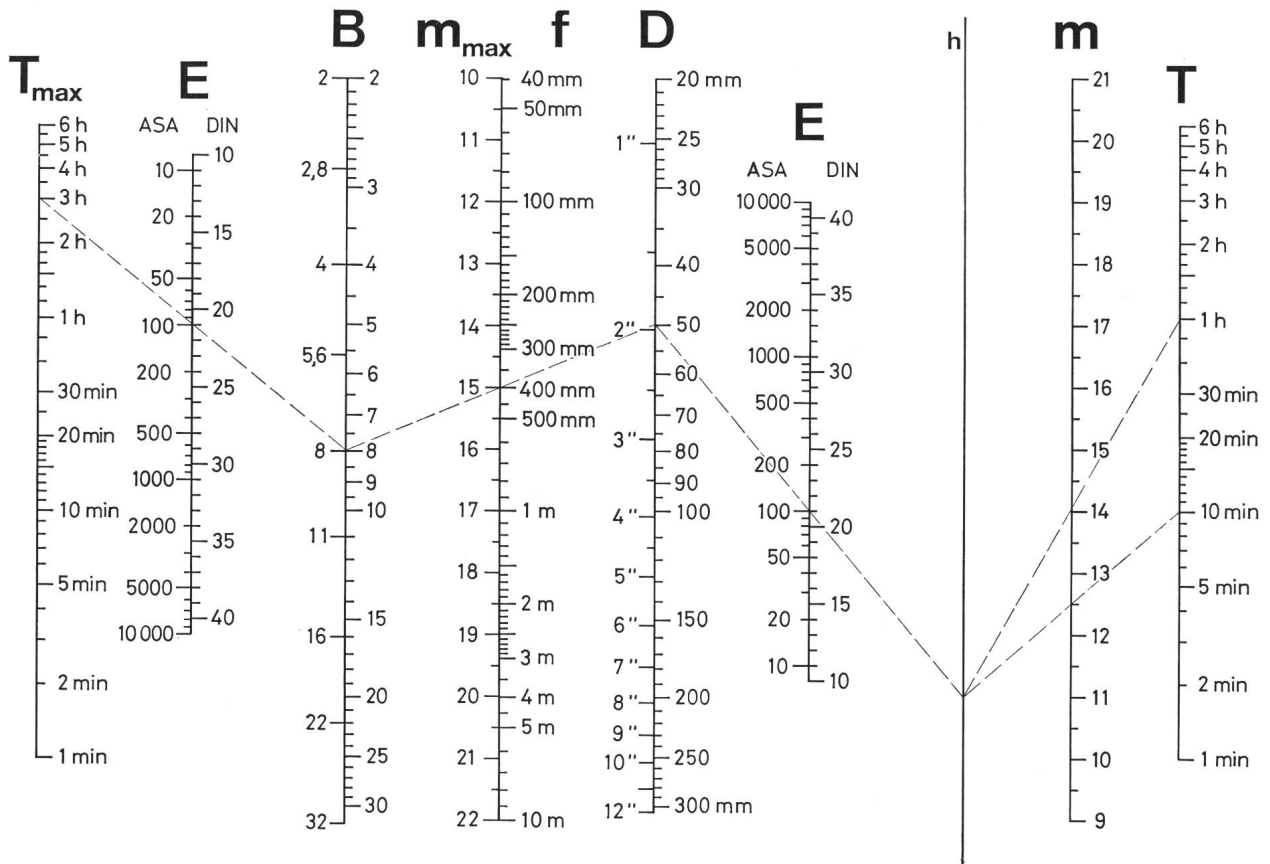 T max
6 h
5 h
4 h
3 h
2 h
1 h
30 min
20 min
10 min
5 min
2 min
1 min
E
ASA DIN
10
20
50
100
200
500
1000
2000
5000
10 000
10
15
20
25
30
35
40
B
2
2,8
4
5,6
8
11
16
22
32
2
3
4
5
6
7
8
9
10
15
20
25
30
m max
10
11
12
13
14
15
16
17
18
19
20
21
22
f
40 mm
50 mm
100 mm
200 mm
300 mm
400 mm
500 mm
1 m
2 m
3 m
4 m
5 m
10 m
D
1"
2"
3"
4"
5"
6"
7"
8"
9"
10"
12"
20 mm
25
30
40
50
60
70
80
90
100
150
200
250
300 mm
E
ASA DIN
10 000
5000
2000
1000
500
200
100
50
20
10
40
35
30
25
20
15
10
h
m
21
20
19
18
17
16
15
14
13
12
11
10
9
T
6 h
5 h
4 h
3 h
2 h
1 h
30 min
20 min
10 min
5 min
2 min
1 min